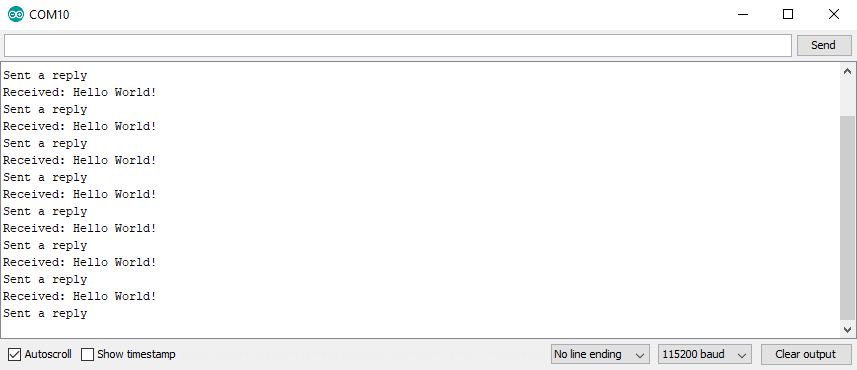 COM10
Send
Sent a reply
Received: Hello World!
Sent a reply
Received: Hello World!
Sent a reply
Received: Hello World!
Sent a reply
Received: Hello World!
Sent a reply
Received: Hello World!
Sent a reply
Received: Hello World!
Sent a reply
Received: Hello World!
Sent a reply
Autoscroll Show timestamp No line ending 115200 baud Clear output